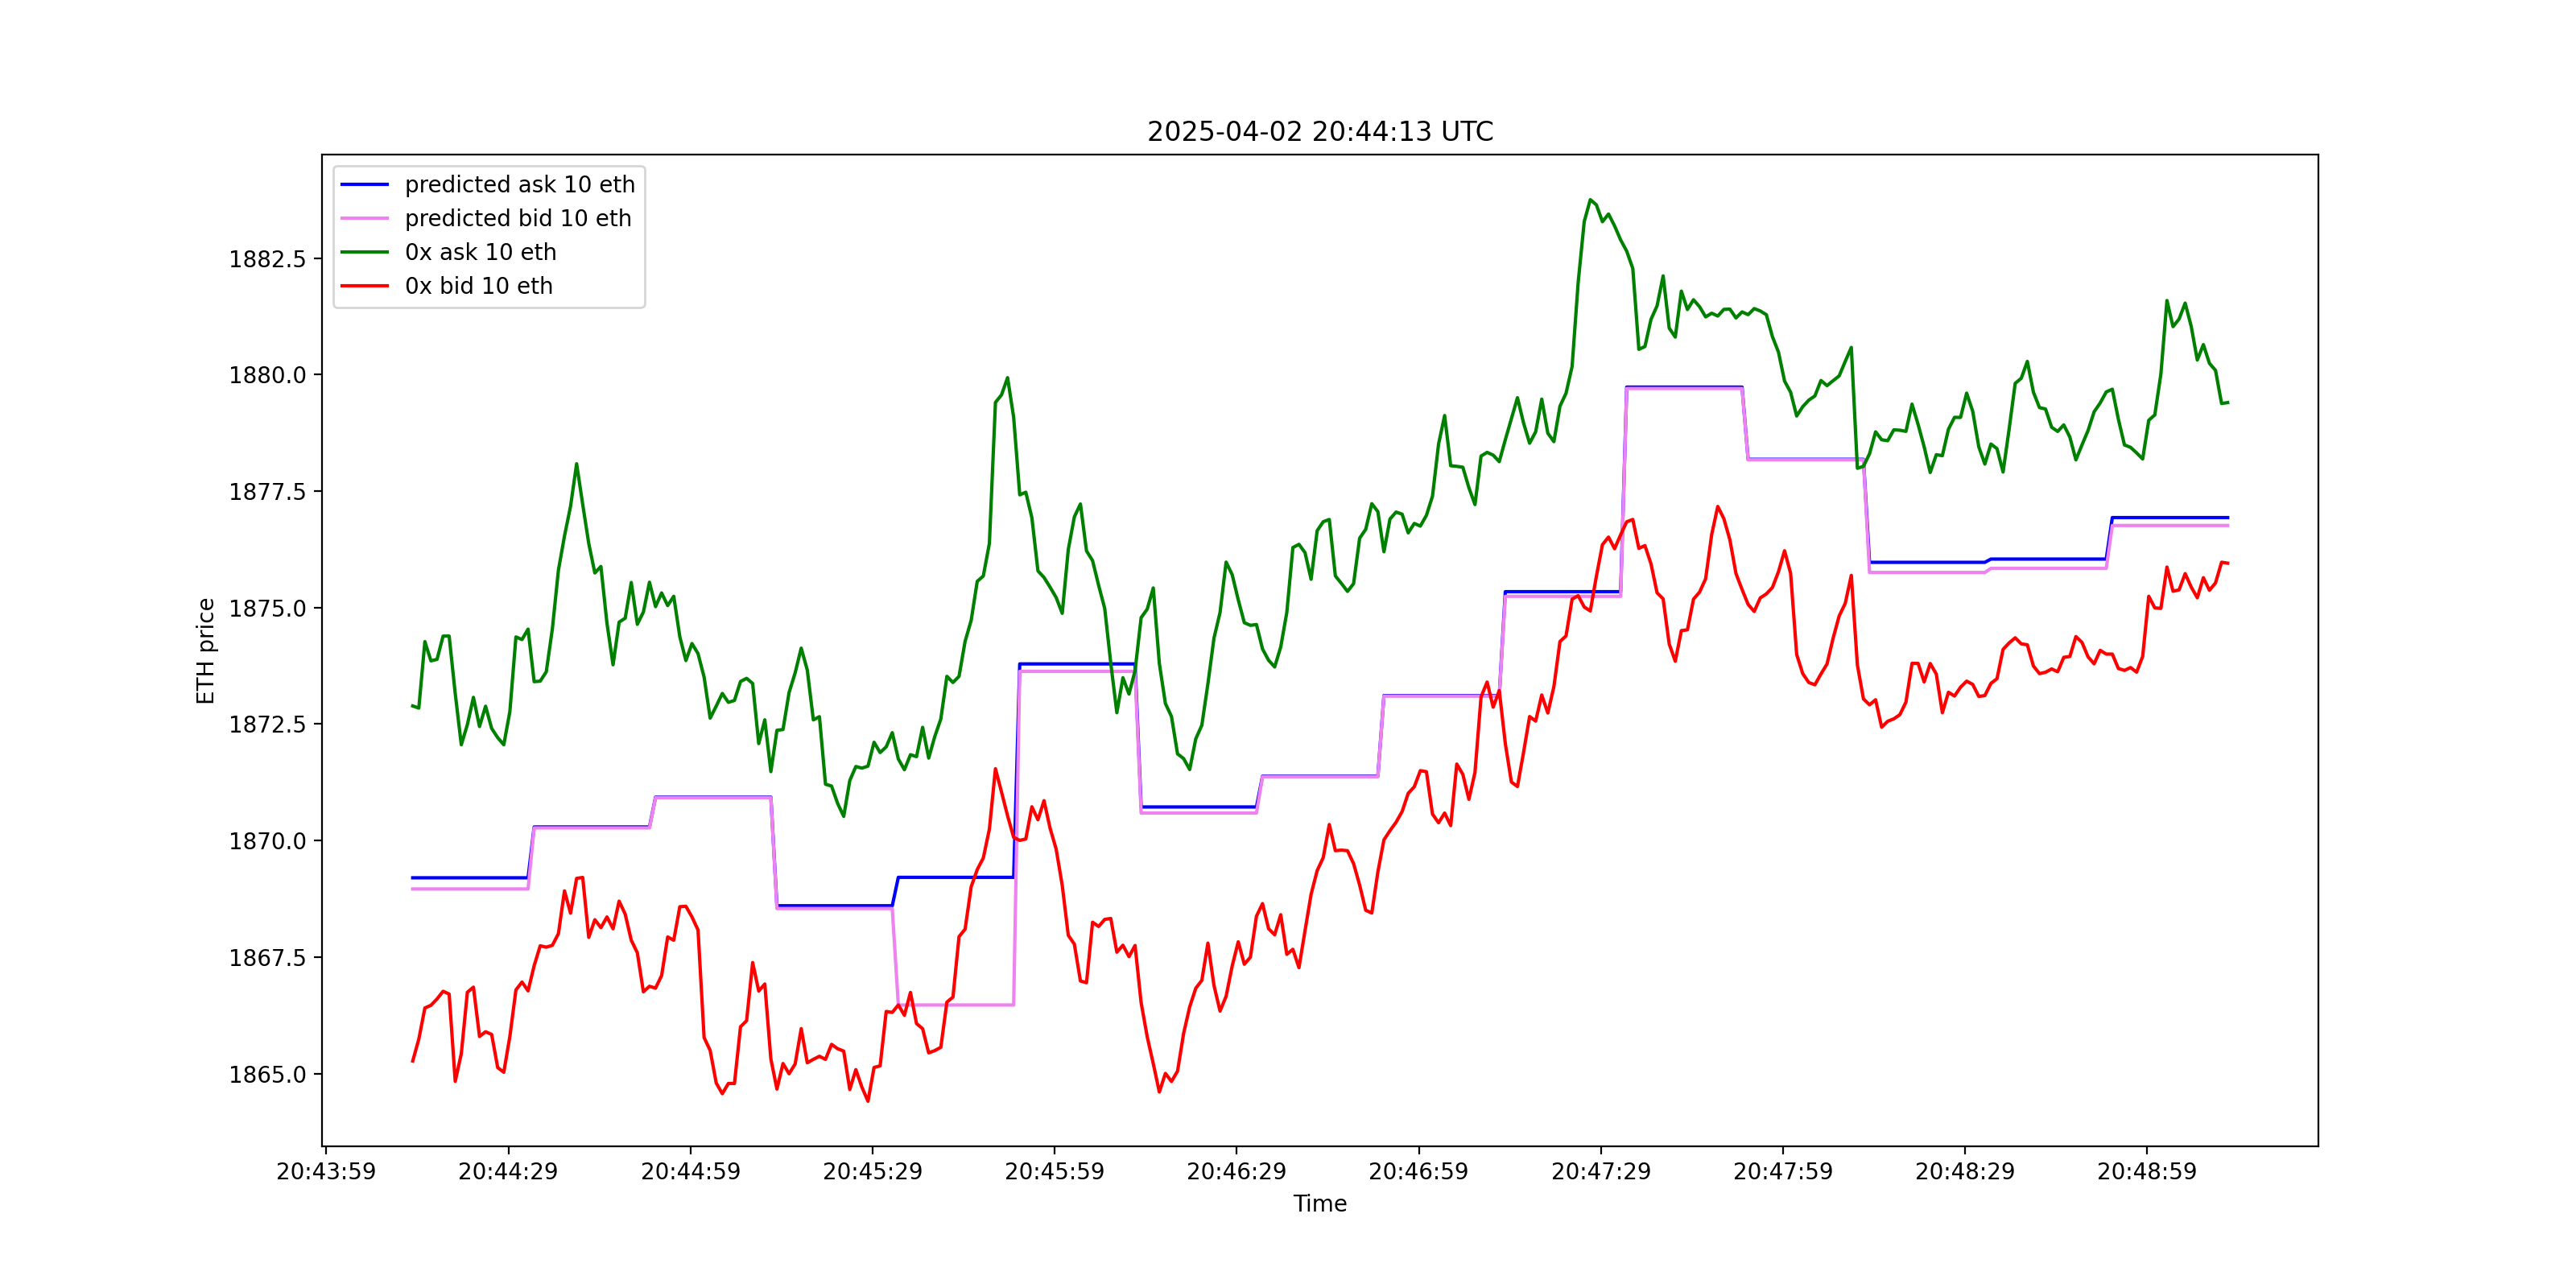 2025-04-02 20:44:13 UTC
predicted ask 10 eth
predicted bid 10 eth
0x ask 10 eth
0x bid 10 eth
ETH price
1882.5
1880.0
1877.5
1875.0
1872.5
1870.0
1867.5
1865.0
20:43:59 20:44:29 20:44:59 20:45:29 20:45:59 20:46:29 20:46:59 20:47:29 20:47:59 20:48:29 20:48:59
Time